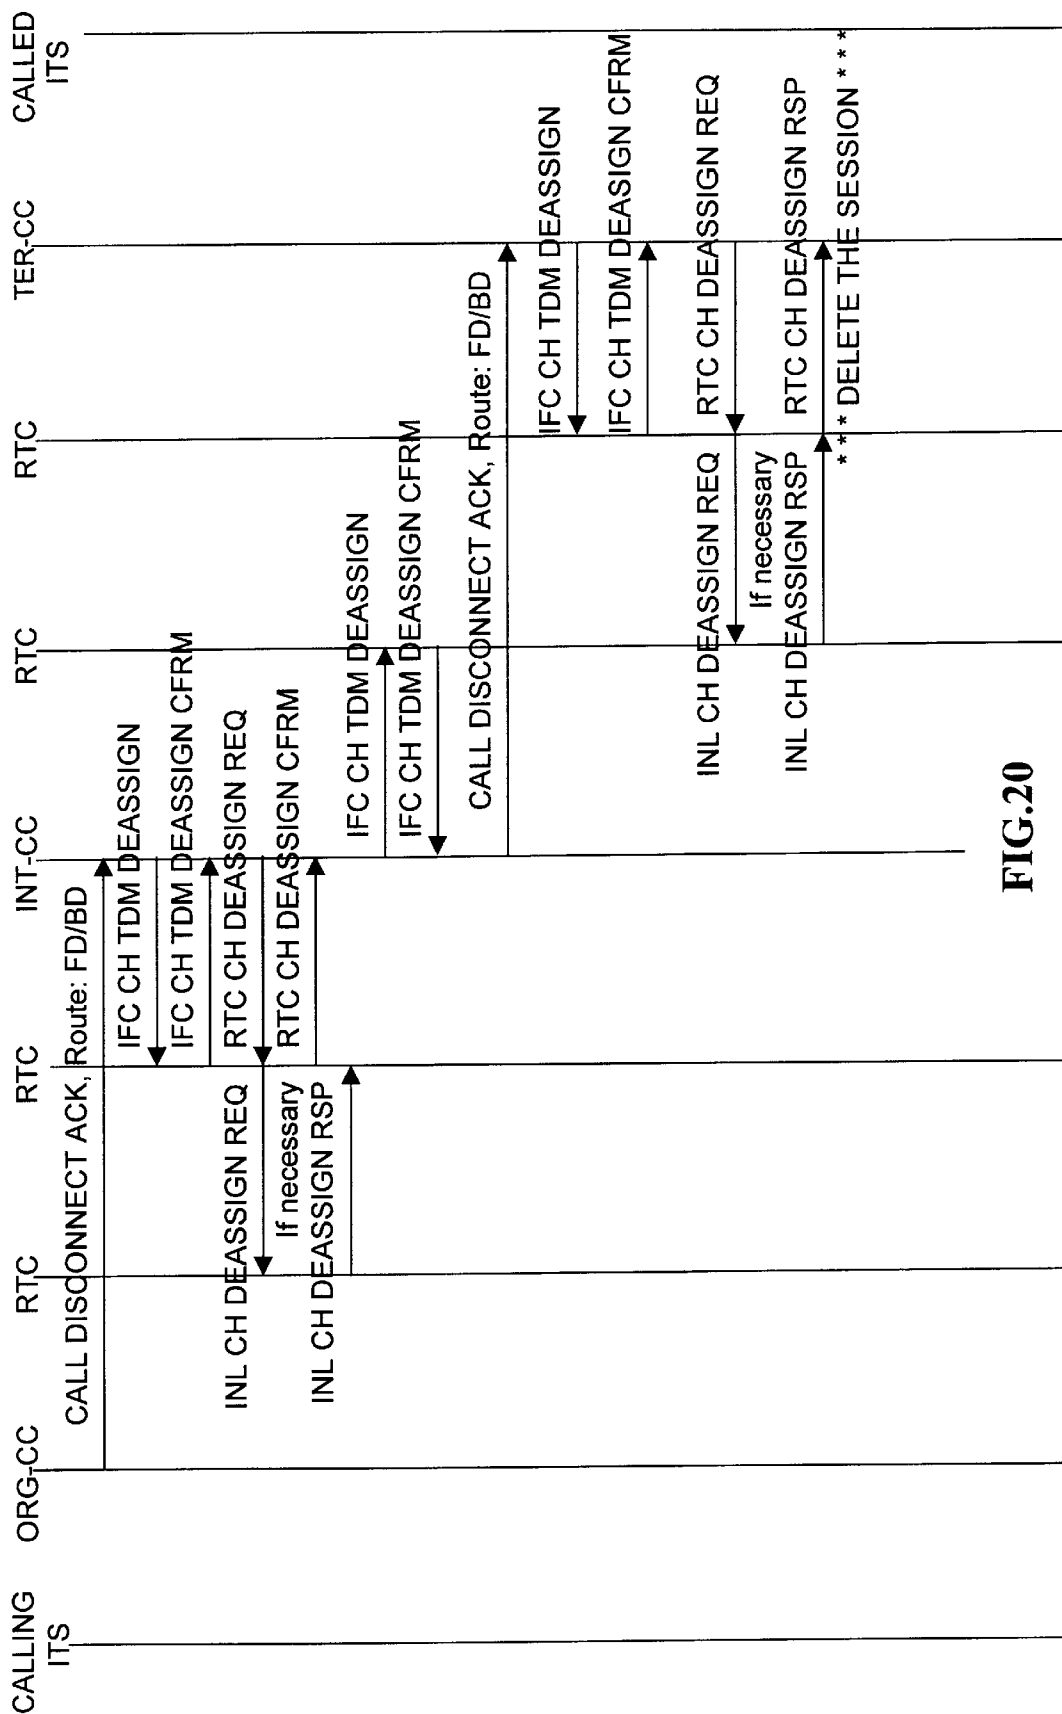 CALLING
ITS
ORG-CC
RTC
RTC
INT-CC
RTC
RTC
TER-CC
CALLED
ITS
CALL DISCONNECT ACK, Route: FD/BD
IFC CH TDM DEASSIGN
IFC CH TDM DEASSIGN CFRM
INL CH DEASSIGN REQ
RTC CH DEASSIGN REQ
If necessary
RTC CH DEASSIGN CFRM
INL CH DEASSIGN RSP
IFC CH TDM DEASSIGN
IFC CH TDM DEASSIGN CFRM
CALL DISCONNECT ACK, Route: FD/BD
IFC CH TDM DEASSIGN
IFC CH TDM DEASIGN CFRM
INL CH DEASSIGN REQ
RTC CH DEASSIGN REQ
If necessary
INL CH DEASSIGN RSP
RTC CH DEASSIGN RSP
* * * DELETE THE SESSION * * *
FIG.20